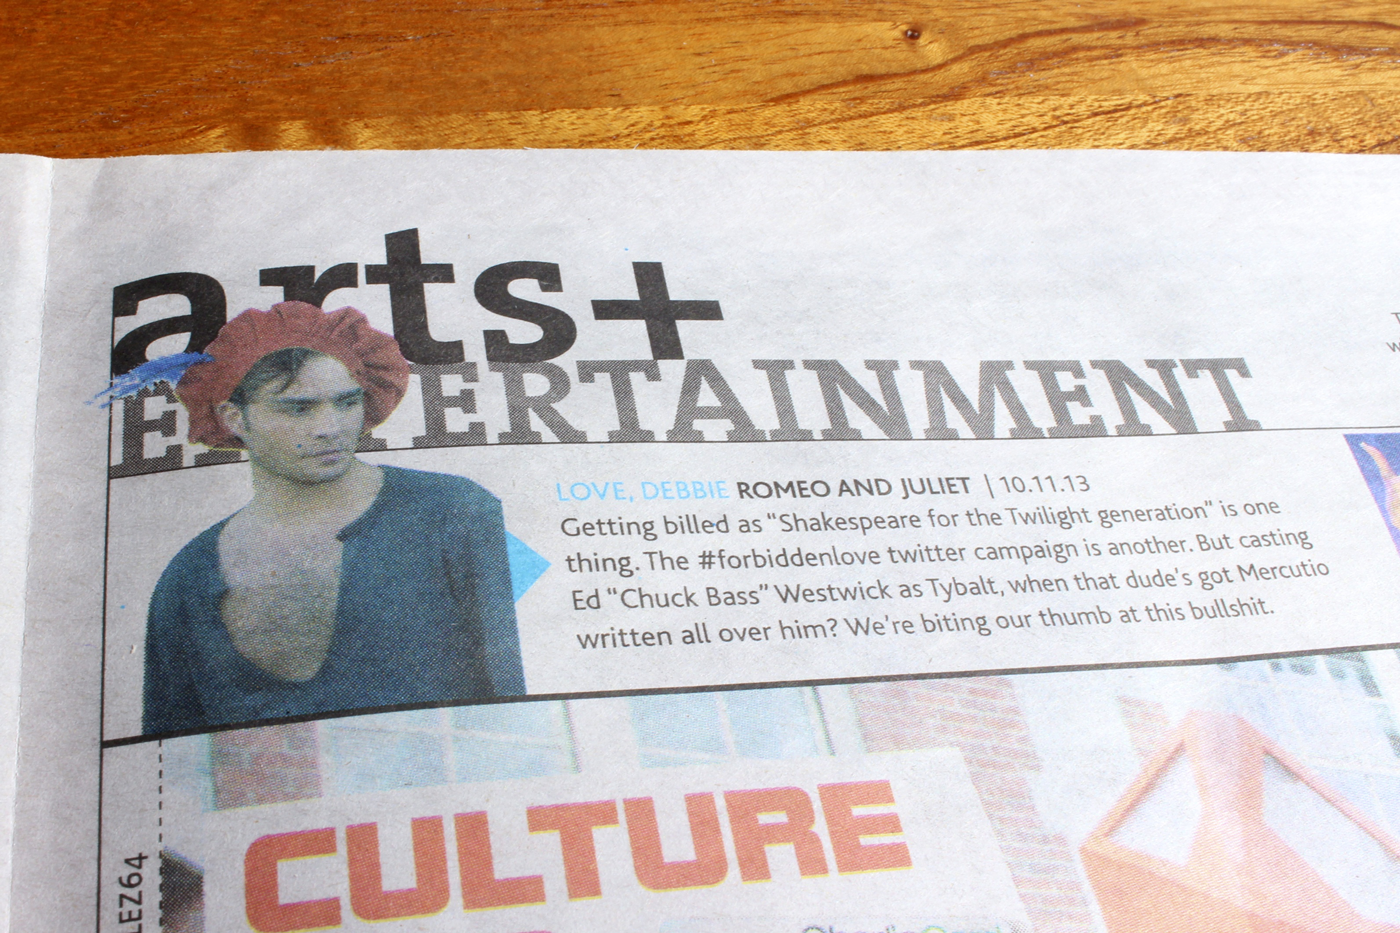 arts+
ENTERTAINMENT
LOVE, DEBBIE ROMEO AND JULIET | 10.11.13
Getting billed as "Shakespeare for the Twilight generation" is one
thing. The #forbiddenlove twitter campaign is another. But casting
Ed "Chuck Bass" Westwick as Tybalt, when that dude's got Mercutio
written all over him? We're biting our thumb at this bullshit.
CULTURE
LEZ64